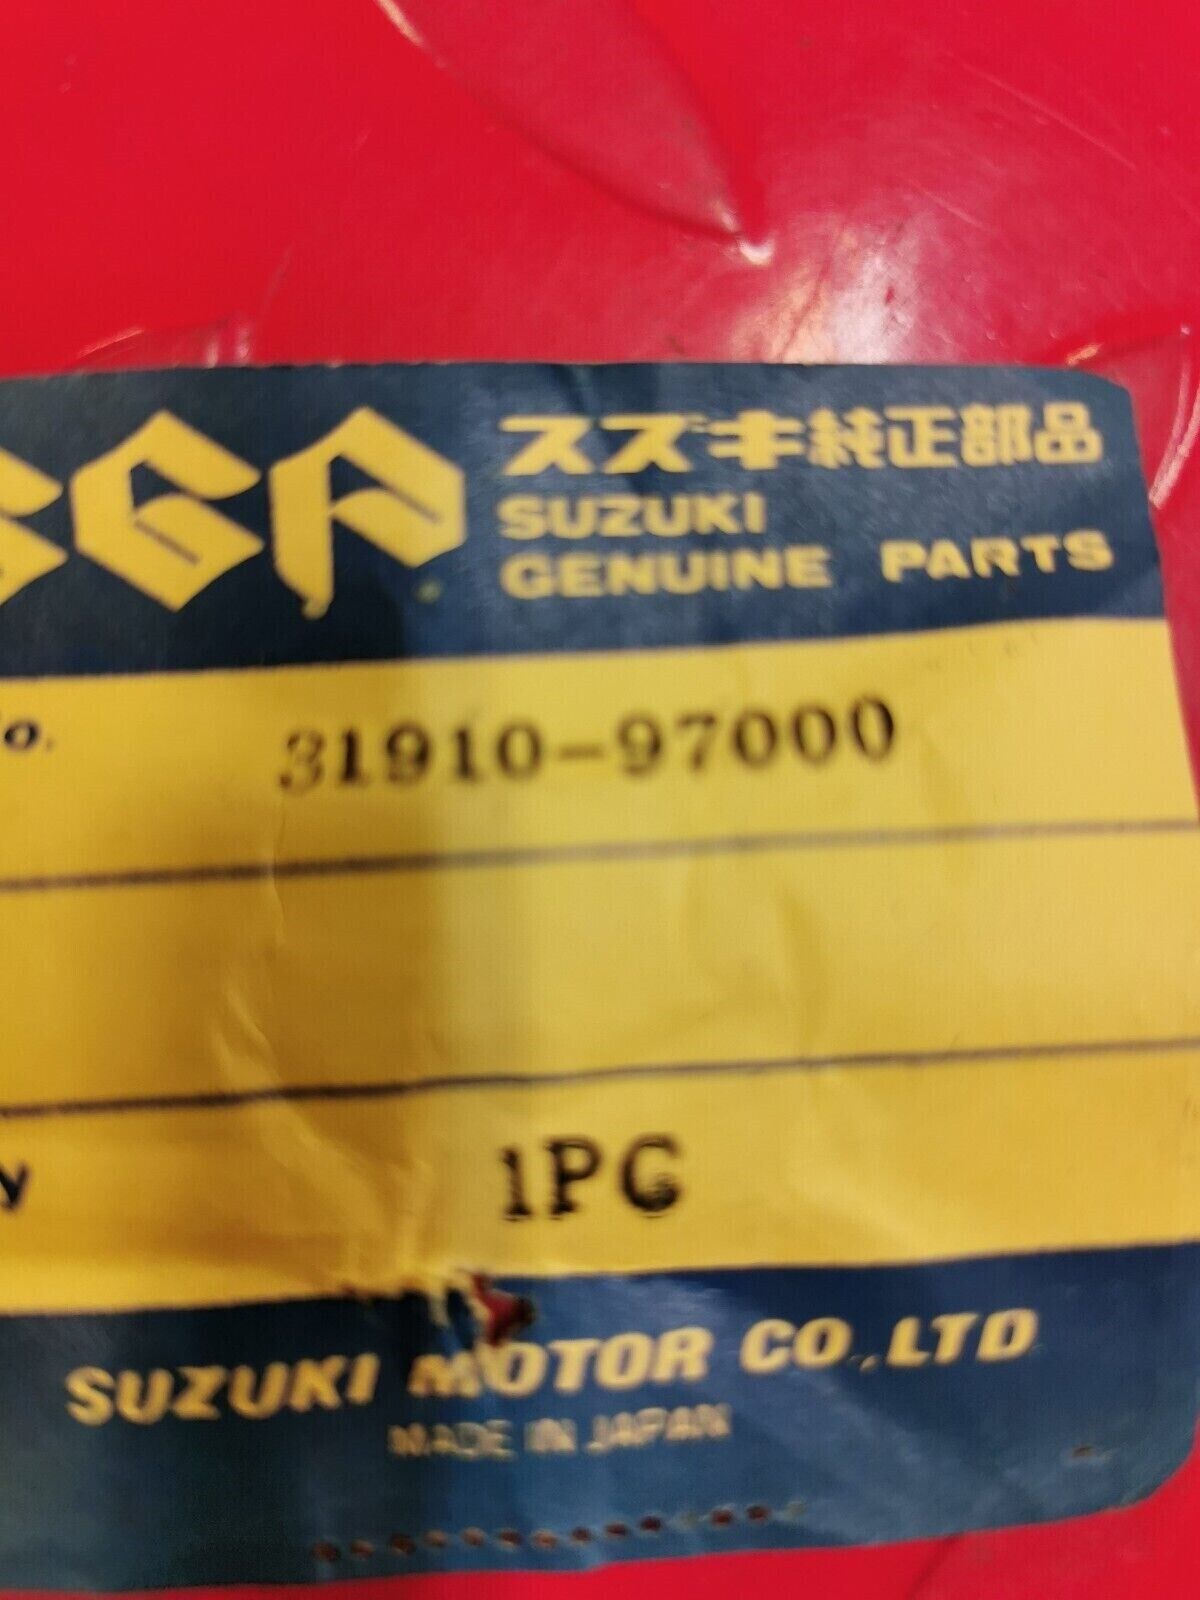 SGP
スズキ純正部品
SUZUKI
GENUINE PARTS
o. 31910-97000
1PC
SUZUKI MOTOR CO.,LTD
MADE IN JAPAN